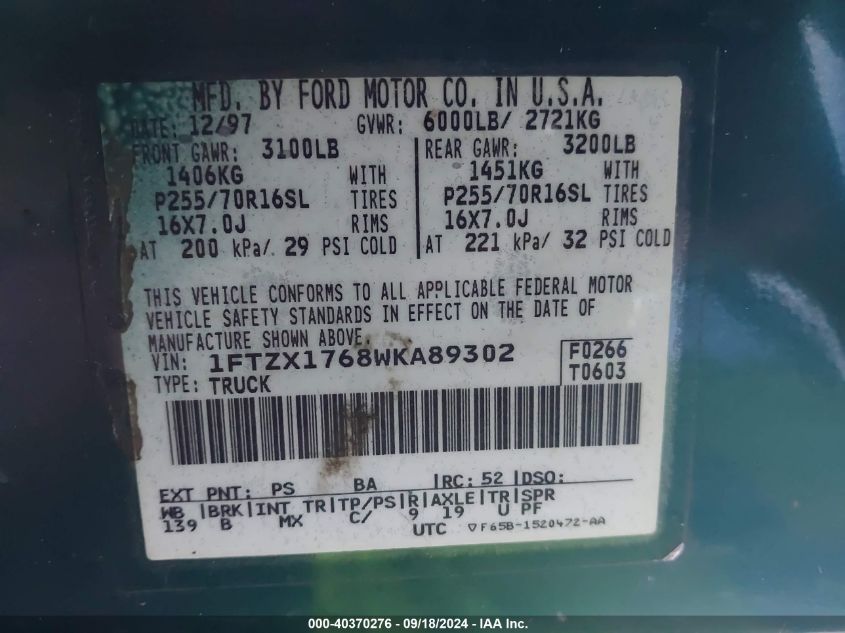 MFD. BY FORD MOTOR CO. IN U.S.A.
DATE: 12/97 GVWR: 6000LB/ 2721KG
FRONT GAWR: 3100LB REAR GAWR: 3200LB
1406KG WITH 1451KG WITH
P255/70R16SL TIRES P255/70R16SL TIRES
16X7.0J RIMS 16X7.0J RIMS
AT 200 kPa/ 29 PSI COLD AT 221 kPa/ 32 PSI COLD
THIS VEHICLE CONFORMS TO ALL APPLICABLE FEDERAL MOTOR
VEHICLE SAFETY STANDARDS IN EFFECT ON THE DATE OF
MANUFACTURE SHOWN ABOVE.
VIN: 1FTZX1768WKA89302 F0266
TYPE: TRUCK T0603
EXT PNT: PS BA |RC: 52 |DSO:
WB |BRK|INT TR|TP/PS|R|AXLE|TR|SPR
139 B MX C/ 9 19 U PF
UTC ▽F65B-1520472-AA
000-40370276 - 09/18/2024 - IAA Inc.